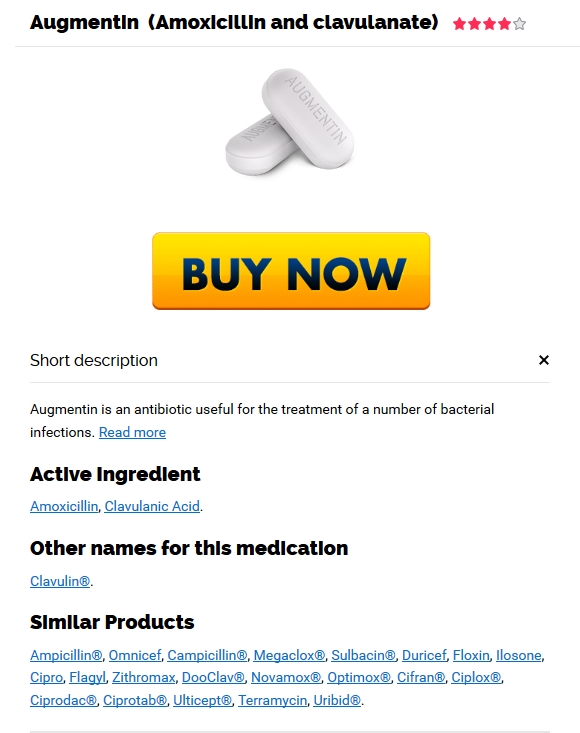 Augmentin (Amoxicillin and clavulanate)
AUGMENTIN
AUGME
BUY NOW
Short description ×
Augmentin is an antibiotic useful for the treatment of a number of bacterial
infections. Read more
Active Ingredient
Amoxicillin, Clavulanic Acid.
Other names for this medication
Clavulin®.
Similar Products
Ampicillin®, Omnicef, Campicillin®, Megaclox®, Sulbacin®, Duricef, Floxin, Ilosone,
Cipro, Flagyl, Zithromax, DooClav®, Novamox®, Optimox®, Cifran®, Ciplox®,
Ciprodac®, Ciprotab®, Ulticept®, Terramycin, Uribid®.